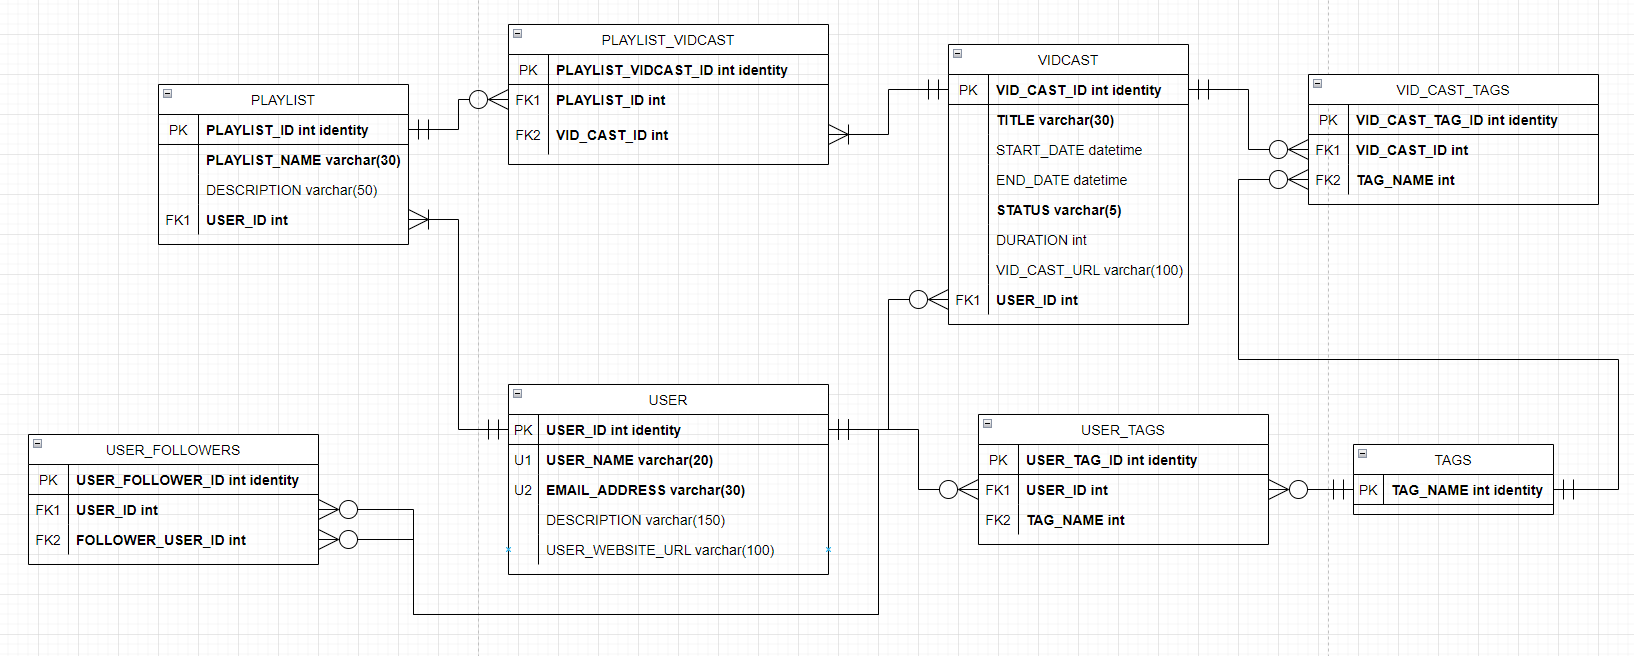 PLAYLIST_VIDCAST
PK PLAYLIST_VIDCAST_ID int identity
FK1 PLAYLIST_ID int
FK2 VID_CAST_ID int
VIDCAST
PK VID_CAST_ID int identity
TITLE varchar(30)
START_DATE datetime
END_DATE datetime
STATUS varchar(5)
DURATION int
VID_CAST_URL varchar(100)
FK1 USER_ID int
VID_CAST_TAGS
PK VID_CAST_TAG_ID int identity
FK1 VID_CAST_ID int
FK2 TAG_NAME int
PLAYLIST
PK PLAYLIST_ID int identity
PLAYLIST_NAME varchar(30)
DESCRIPTION varchar(50)
FK1 USER_ID int
USER
PK USER_ID int identity
U1 USER_NAME varchar(20)
U2 EMAIL_ADDRESS varchar(30)
DESCRIPTION varchar(150)
USER_WEBSITE_URL varchar(100)
USER_TAGS
PK USER_TAG_ID int identity
FK1 USER_ID int
FK2 TAG_NAME int
USER_FOLLOWERS
PK USER_FOLLOWER_ID int identity
FK1 USER_ID int
FK2 FOLLOWER_USER_ID int
TAGS
PK TAG_NAME int identity